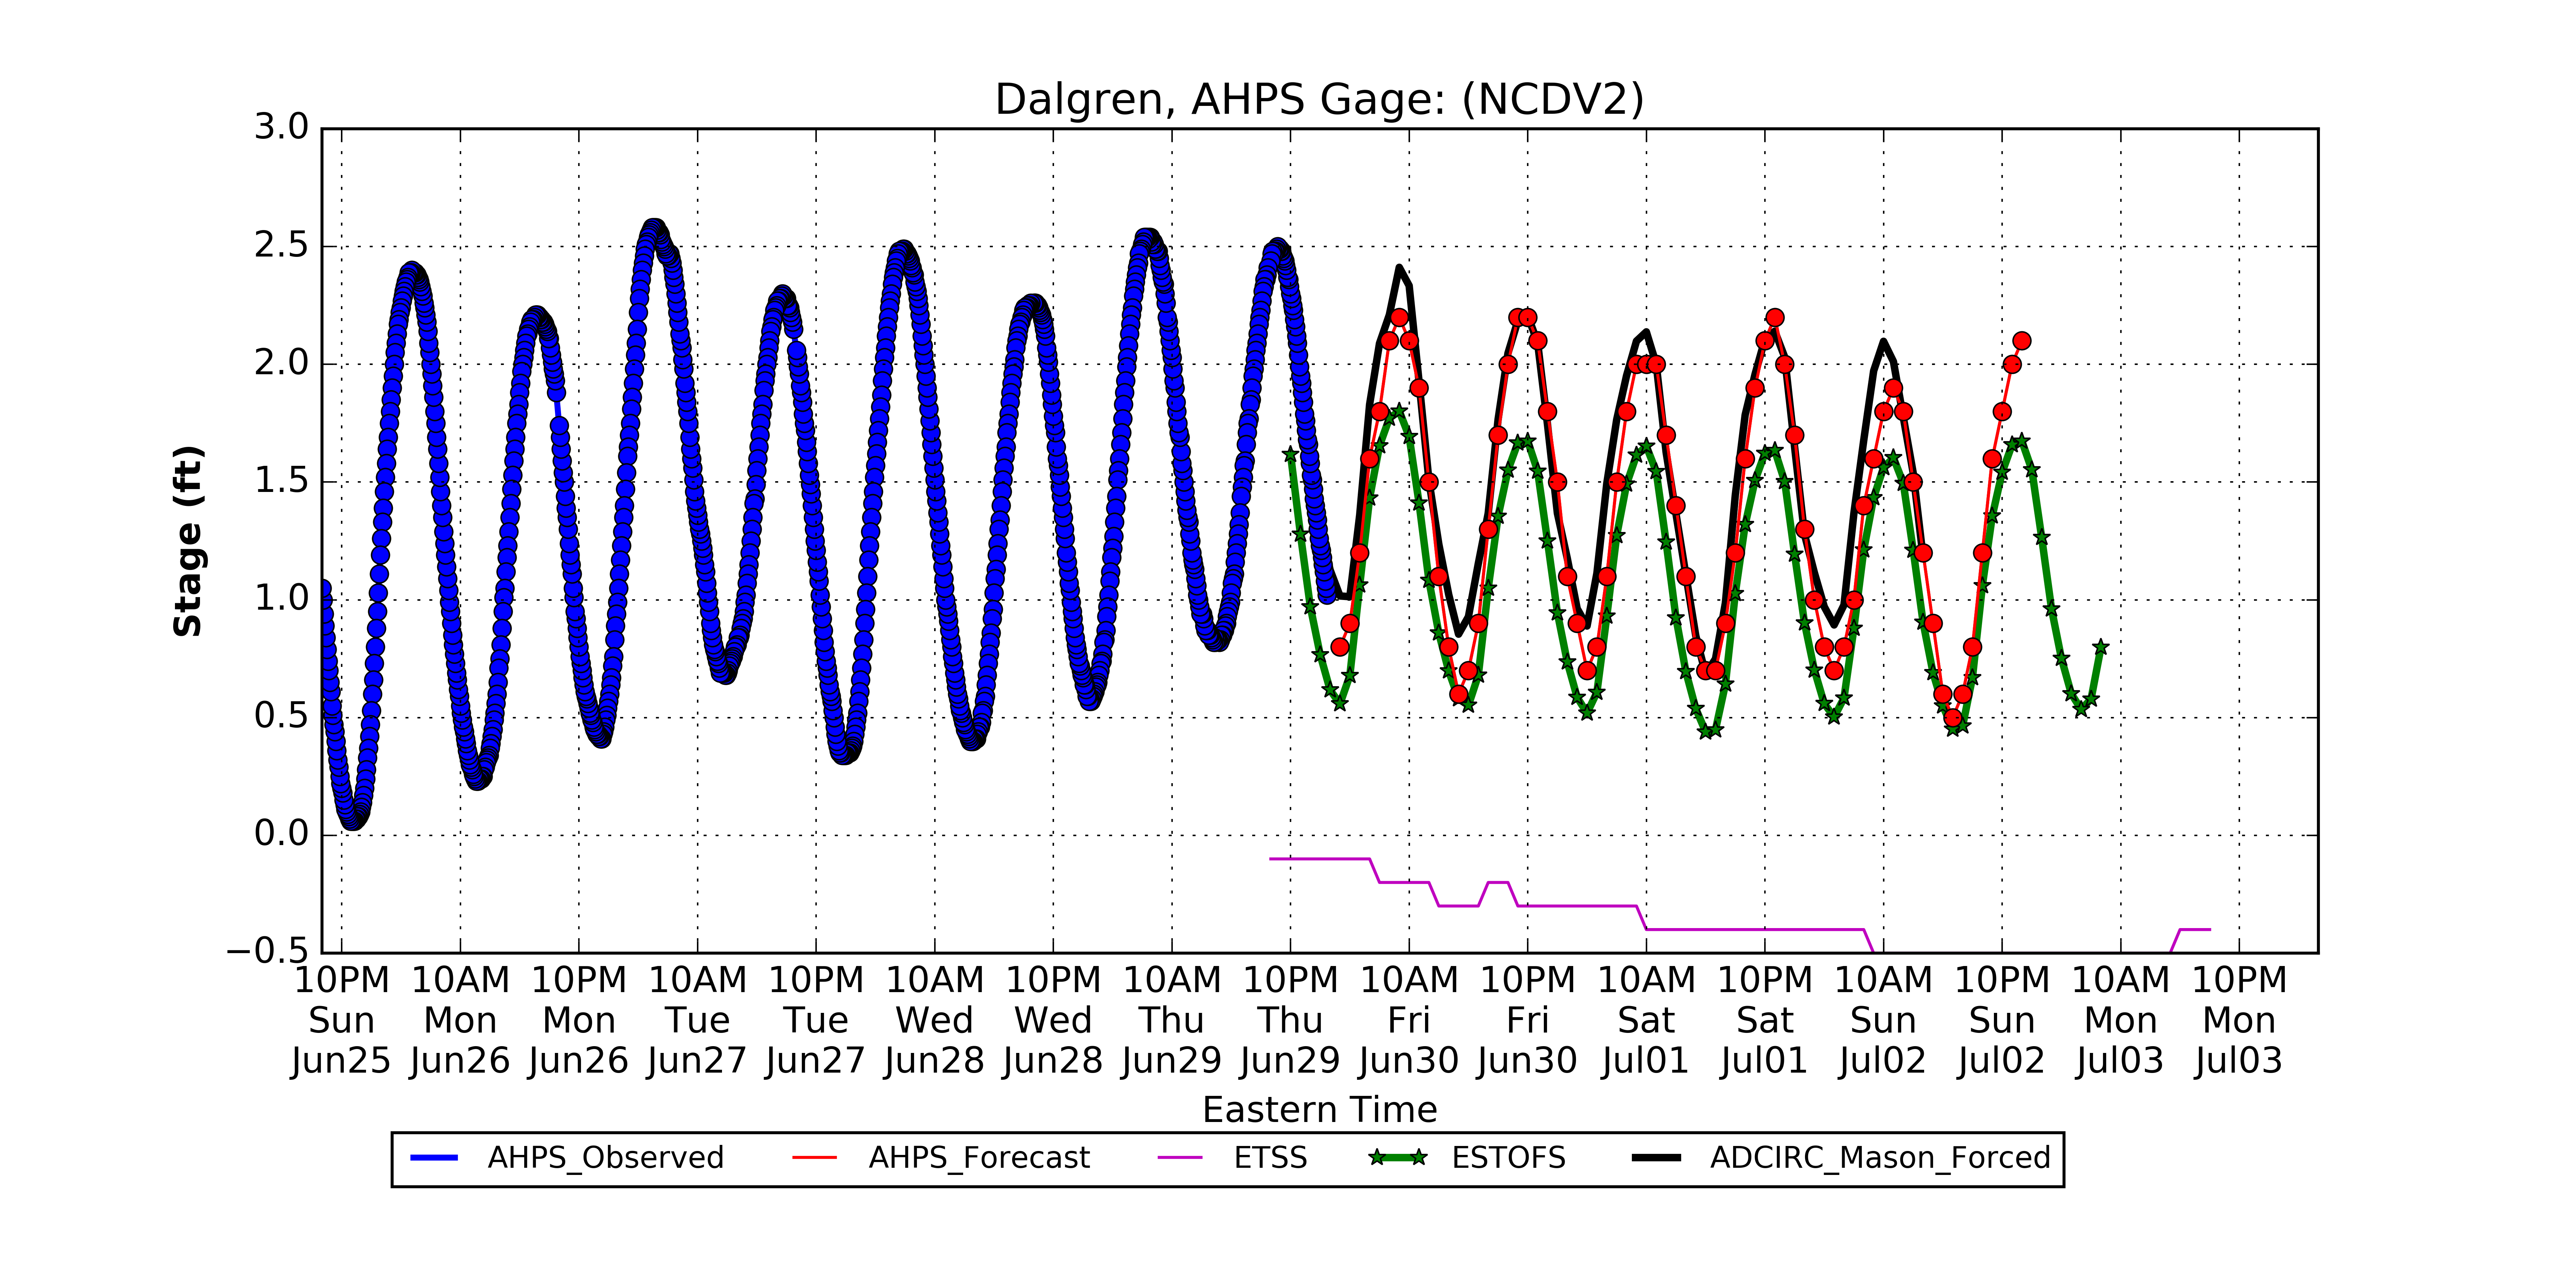 Dalgren, AHPS Gage: (NCDV2)
3.0
2.5
2.0
1.5
1.0
0.5
0.0
−0.5
Stage (ft)
10PM 10AM 10PM 10AM 10PM 10AM 10PM 10AM 10PM 10AM 10PM 10AM 10PM 10AM 10PM 10AM 10PM
Sun Mon Mon Tue Tue Wed Wed Thu Thu Fri Fri Sat Sat Sun Sun Mon Mon
Jun25 Jun26 Jun26 Jun27 Jun27 Jun28 Jun28 Jun29 Jun29 Jun30 Jun30 Jul01 Jul01 Jul02 Jul02 Jul03 Jul03
Eastern Time
AHPS_Observed AHPS_Forecast ETSS ESTOFS ADCIRC_Mason_Forced